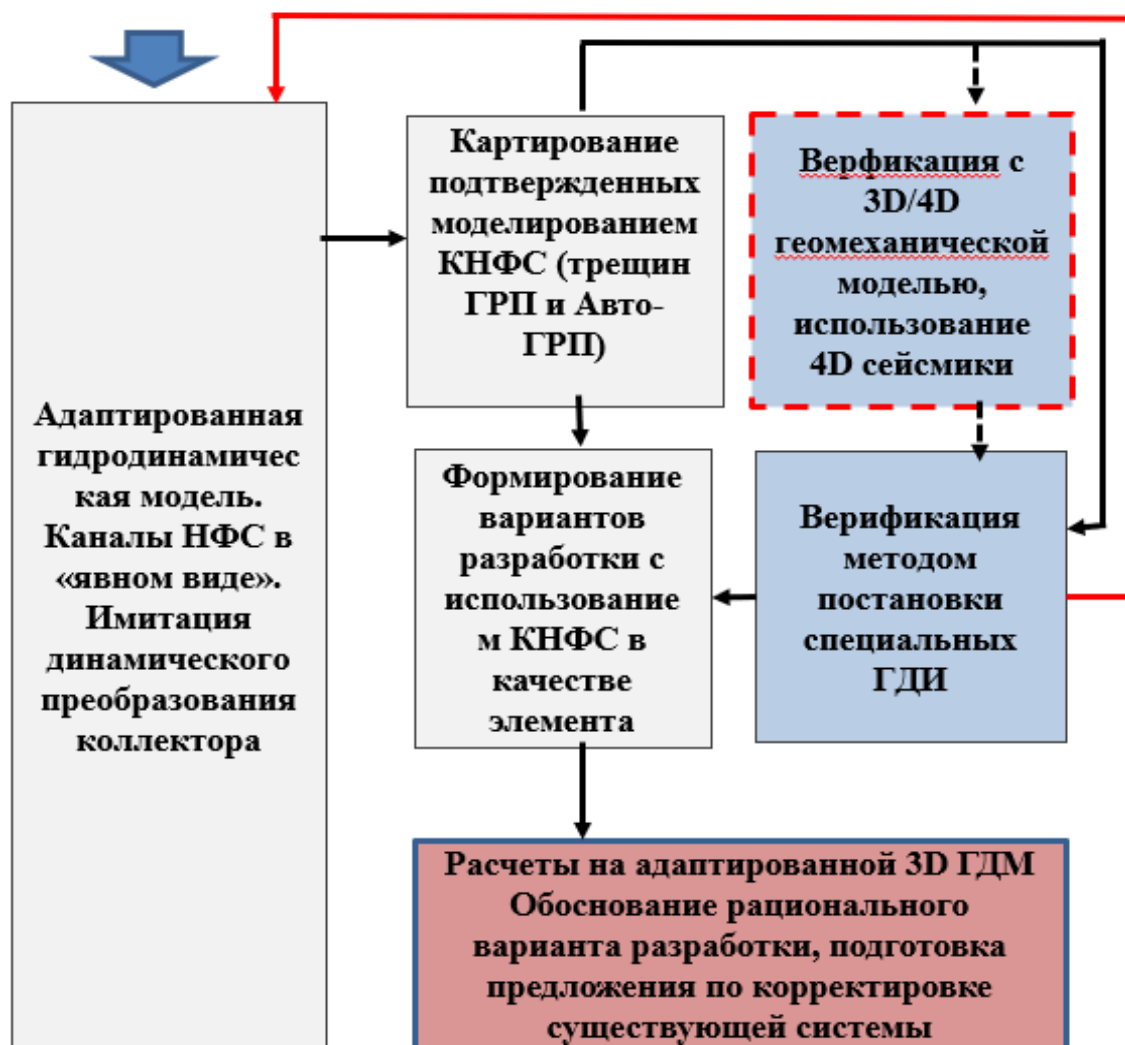 Адаптированная
гидродинамичес
кая модель.
Каналы НФС в
«явном виде».
Имитация
динамического
преобразования
коллектора
Картирование
подтвержденных
моделированием
КНФС (трещин
ГРП и Авто-
ГРП)
Верфикация с
3D/4D
геомеханической
моделью,
использование
4D сейсмики
Формирование
вариантов
разработки с
использование
м КНФС в
качестве
элемента
Верификация
методом
постановки
специальных
ГДИ
Расчеты на адаптированной 3D ГДМ
Обоснование рационального
варианта разработки, подготовка
предложения по корректировке
существующей системы